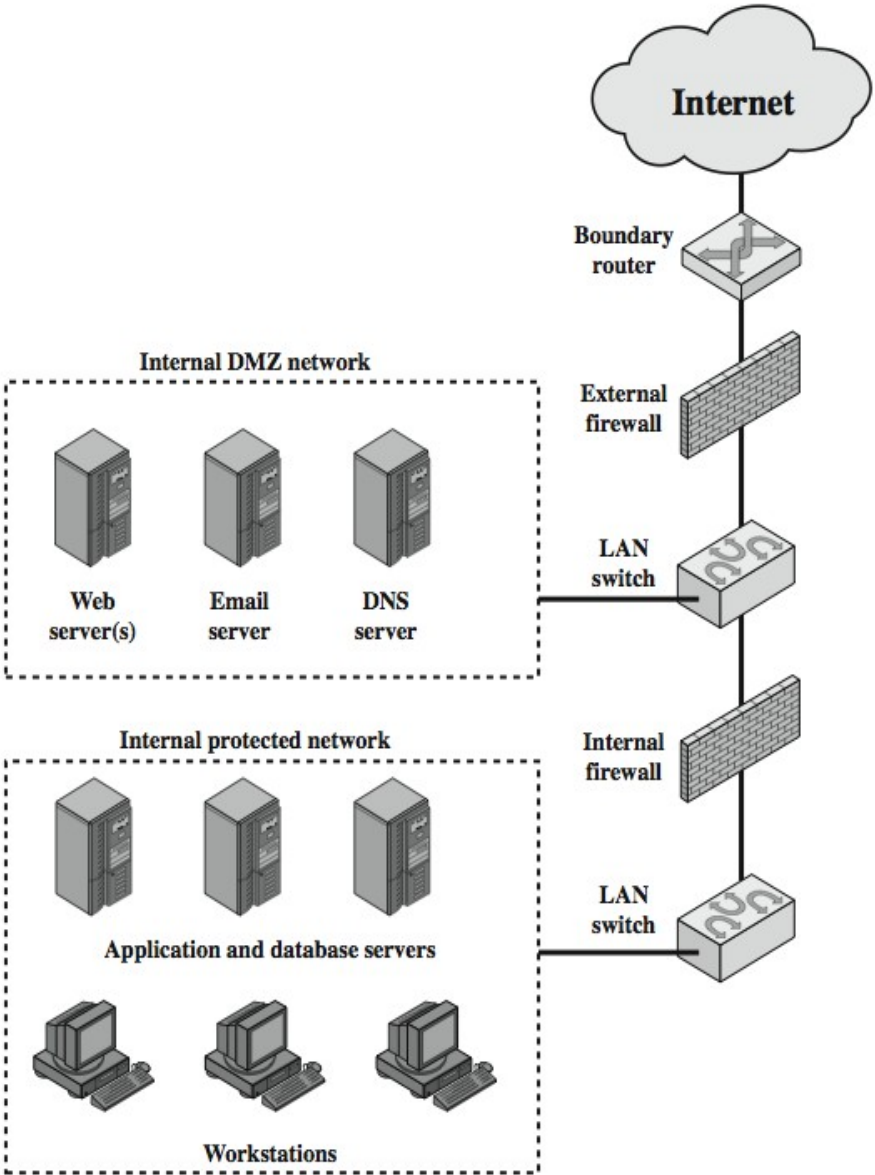 Internet
Boundary
router
Internal DMZ network
External
firewall
Web
server(s)
Email
server
DNS
server
LAN
switch
Internal protected network
Internal
firewall
Application and database servers
LAN
switch
Workstations